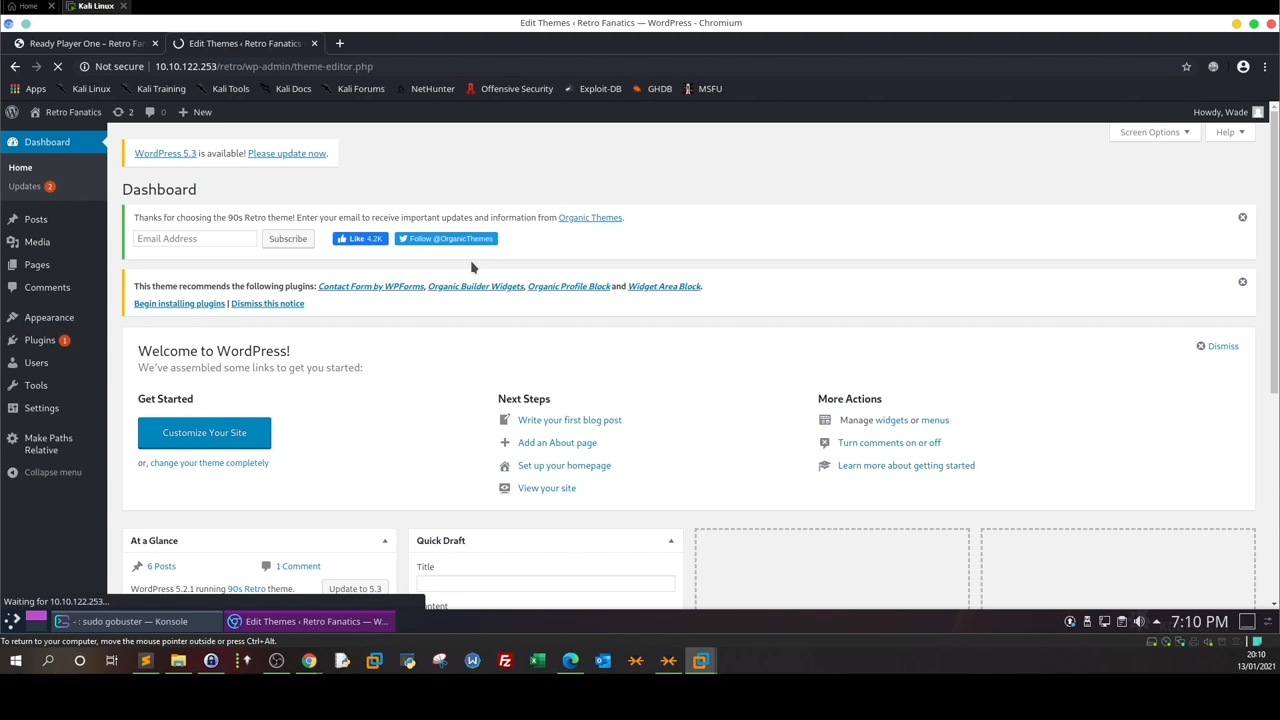 Home
Kali Linux
Edit Themes ‹ Retro Fanatics — WordPress - Chromium
Ready Player One – Retro Fa
Edit Themes ‹ Retro Fanatics
Not secure
10.10.122.253/retro/wp-admin/theme-editor.php
Apps
Kali Linux
Kali Training
Kali Tools
Kali Docs
Kali Forums
NetHunter
Offensive Security
Exploit-DB
GHDB
MSFU
Retro Fanatics
2
0
New
Howdy, Wade
Dashboard
Home
Updates 2
Posts
Media
Pages
Comments
Appearance
Plugins 1
Users
Tools
Settings
Make Paths
Relative
Collapse menu
Screen Options
Help
WordPress 5.3 is available! Please update now.
Dashboard
Thanks for choosing the 90s Retro theme! Enter your email to receive important updates and information from Organic Themes.
Email Address
Subscribe
Like 4.2K
Follow @OrganicThemes
This theme recommends the following plugins: Contact Form by WPForms, Organic Builder Widgets, Organic Profile Block and Widget Area Block.
Begin installing plugins | Dismiss this notice
Welcome to WordPress!
We've assembled some links to get you started:
Dismiss
Get Started
Customize Your Site
or, change your theme completely
Next Steps
Write your first blog post
Add an About page
Set up your homepage
View your site
More Actions
Manage widgets or menus
Turn comments on or off
Learn more about getting started
At a Glance
6 Posts
1 Comment
WordPress 5.2.1 running 90s Retro theme.
Update to 5.3
Quick Draft
Title
ontent
Waiting for 10.10.122.253...
- : sudo gobuster — Konsole
Edit Themes ‹ Retro Fanatics — W...
7:10 PM
To return to your computer, move the mouse pointer outside or press Ctrl+Alt.
20:10
13/01/2021